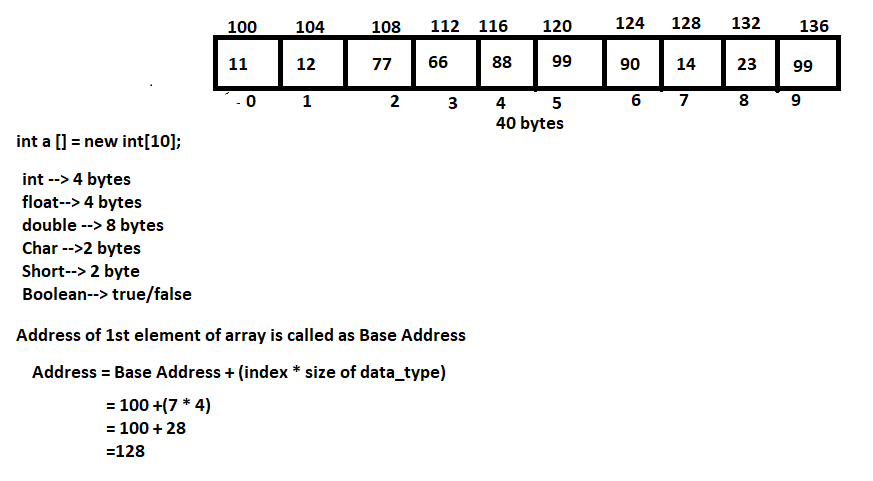 100 104 108 112 116 120 124 128 132 136
11 12 77 66 88 99 90 14 23 99
0 1 2 3 4 5 6 7 8 9
40 bytes
int a [] = new int[10];
int --> 4 bytes
float--> 4 bytes
double --> 8 bytes
Char -->2 bytes
Short--> 2 byte
Boolean--> true/false
Address of 1st element of array is called as Base Address
Address = Base Address + (index * size of data_type)
= 100 +(7 * 4)
= 100 + 28
=128